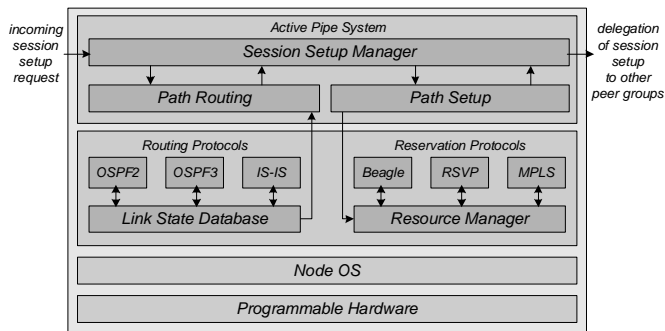 incoming
session
setup
request
Active Pipe System
Session Setup Manager
Path Routing
Path Setup
delegation
of session
setup
to other
peer groups
Routing Protocols
OSPF2
OSPF3
IS-IS
Link State Database
Reservation Protocols
Beagle
RSVP
MPLS
Resource Manager
Node OS
Programmable Hardware